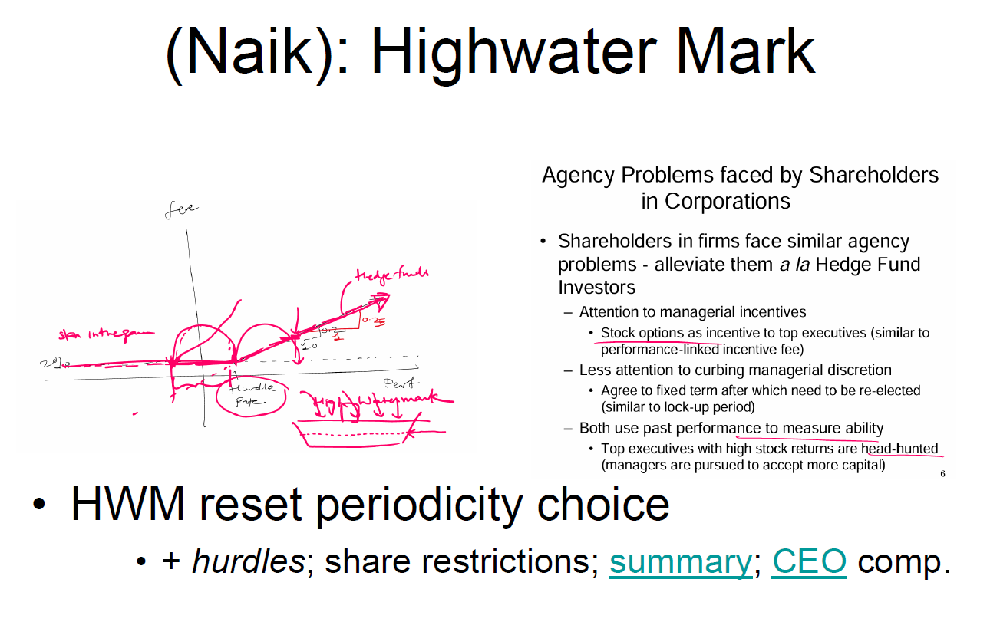 (Naik): Highwater Mark
fee
Hedge funds
0.25
0.2
1
1.0
skin in the game
Perf
Hurdle
Rate
High Watermark
Agency Problems faced by Shareholders
in Corporations
• Shareholders in firms face similar agency
problems - alleviate them a la Hedge Fund
Investors
– Attention to managerial incentives
• Stock options as incentive to top executives (similar to
performance-linked incentive fee)
– Less attention to curbing managerial discretion
• Agree to fixed term after which need to be re-elected
(similar to lock-up period)
– Both use past performance to measure ability
• Top executives with high stock returns are head-hunted
(managers are pursued to accept more capital)
6
• HWM reset periodicity choice
• + hurdles; share restrictions; summary; CEO comp.